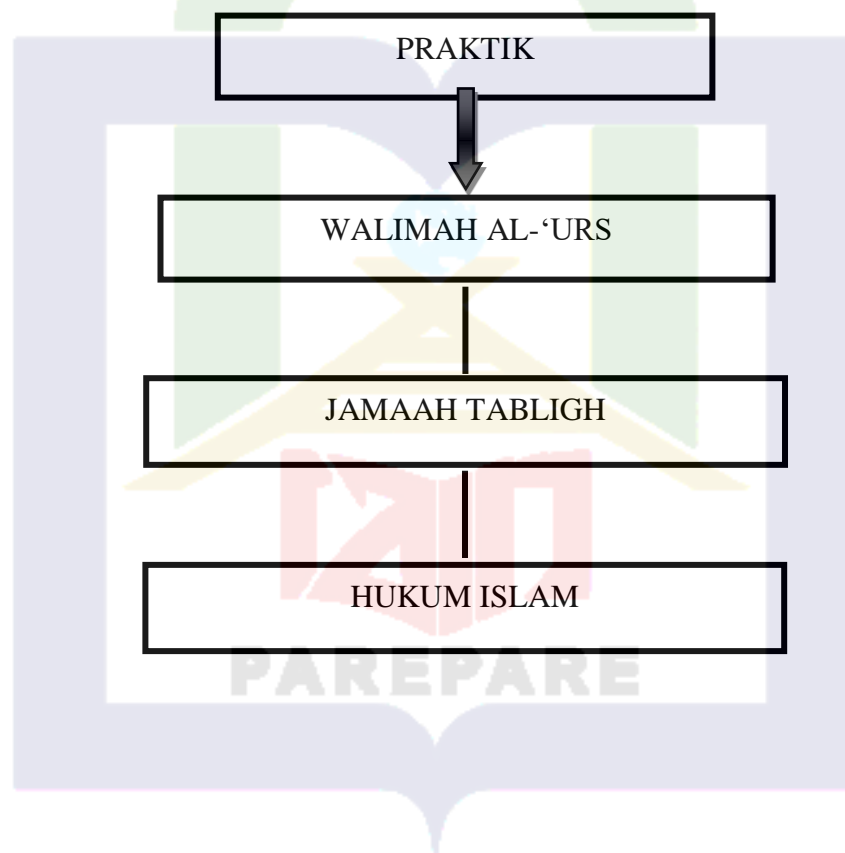 PRAKTIK
WALIMAH AL-‘URS
JAMAAH TABLIGH
HUKUM ISLAM
PAREPARE